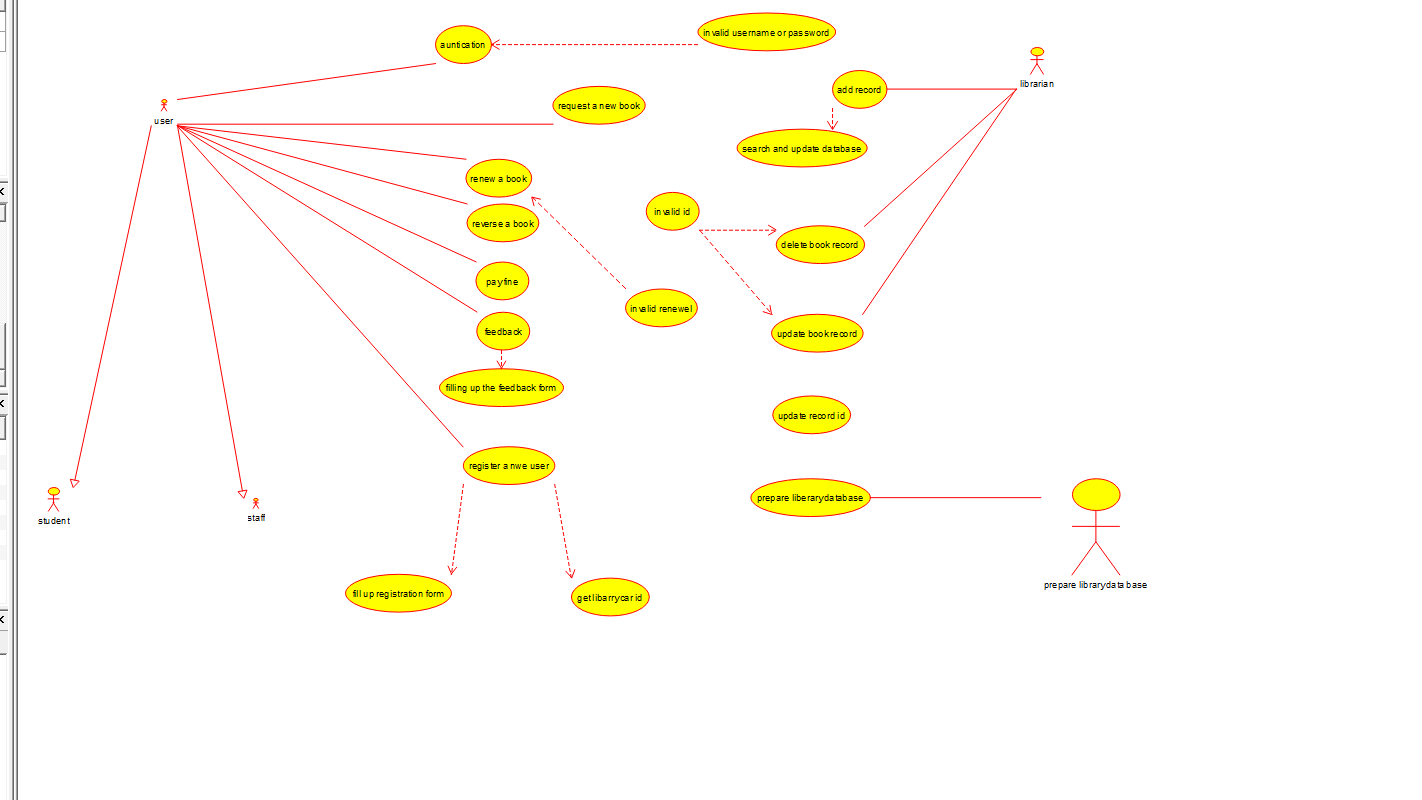 auntication
invalid username or password
librarian
add record
request a new book
user
search and update database
renew a book
invalid id
reverse a book
delete book record
pay fine
invalid renewel
feedback
update book record
filling up the feedback form
update record id
register a nwe user
prepare liberarydatabase
student
staff
prepare librarydata base
fill up registration form
get libarrycar id